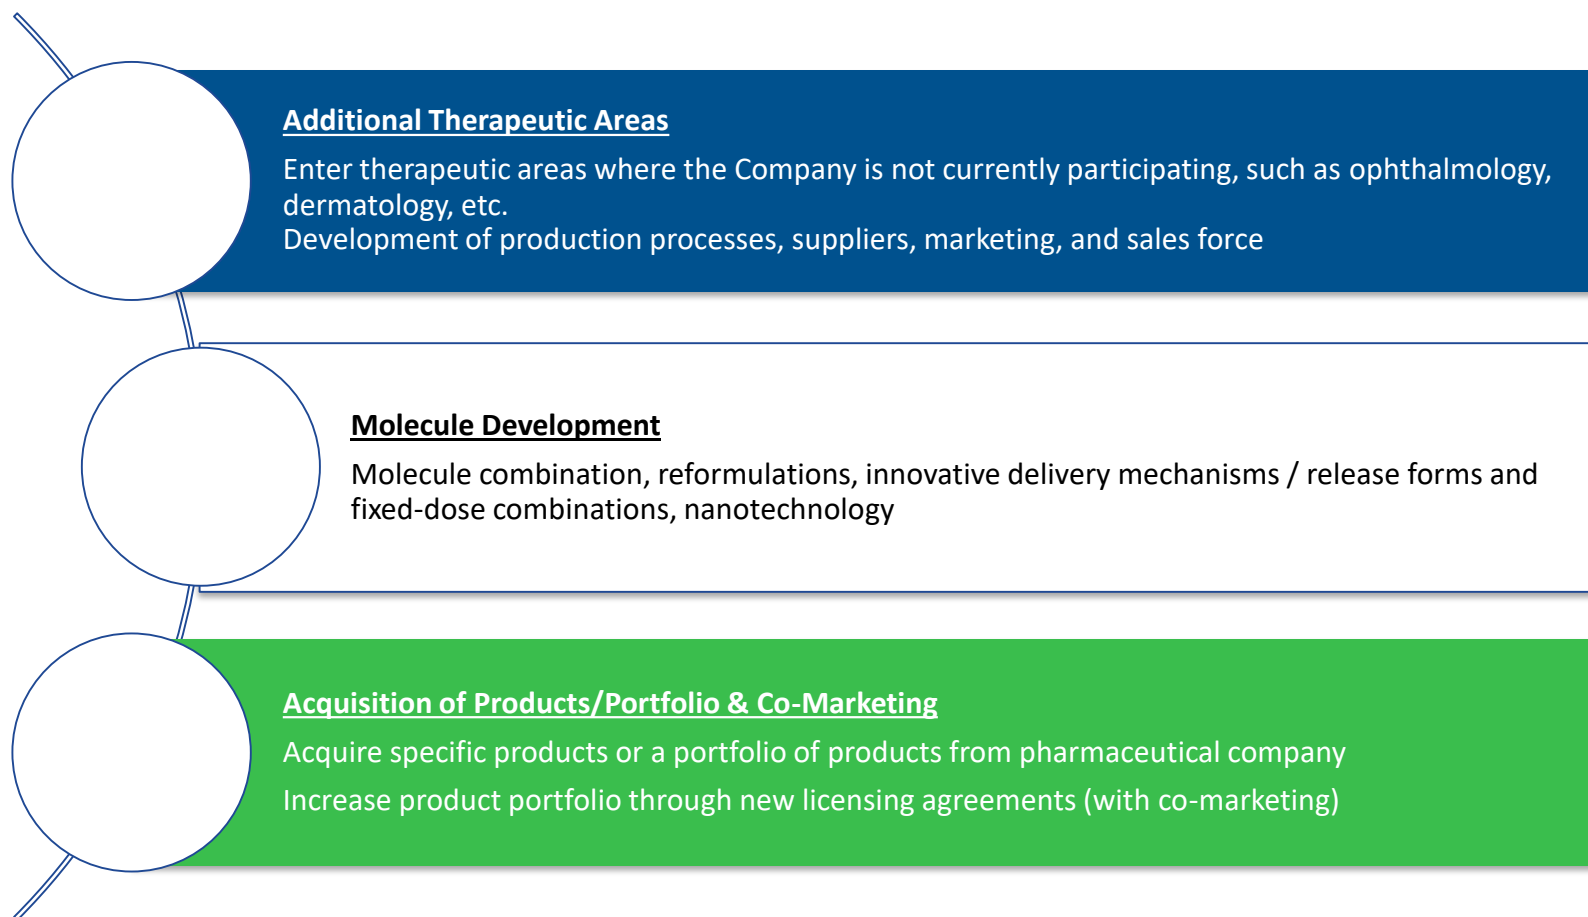 Additional Therapeutic Areas
Enter therapeutic areas where the Company is not currently participating, such as ophthalmology,
dermatology, etc.
Development of production processes, suppliers, marketing, and sales force
Molecule Development
Molecule combination, reformulations, innovative delivery mechanisms / release forms and
fixed-dose combinations, nanotechnology
Acquisition of Products/Portfolio & Co-Marketing
Acquire specific products or a portfolio of products from pharmaceutical company
Increase product portfolio through new licensing agreements (with co-marketing)